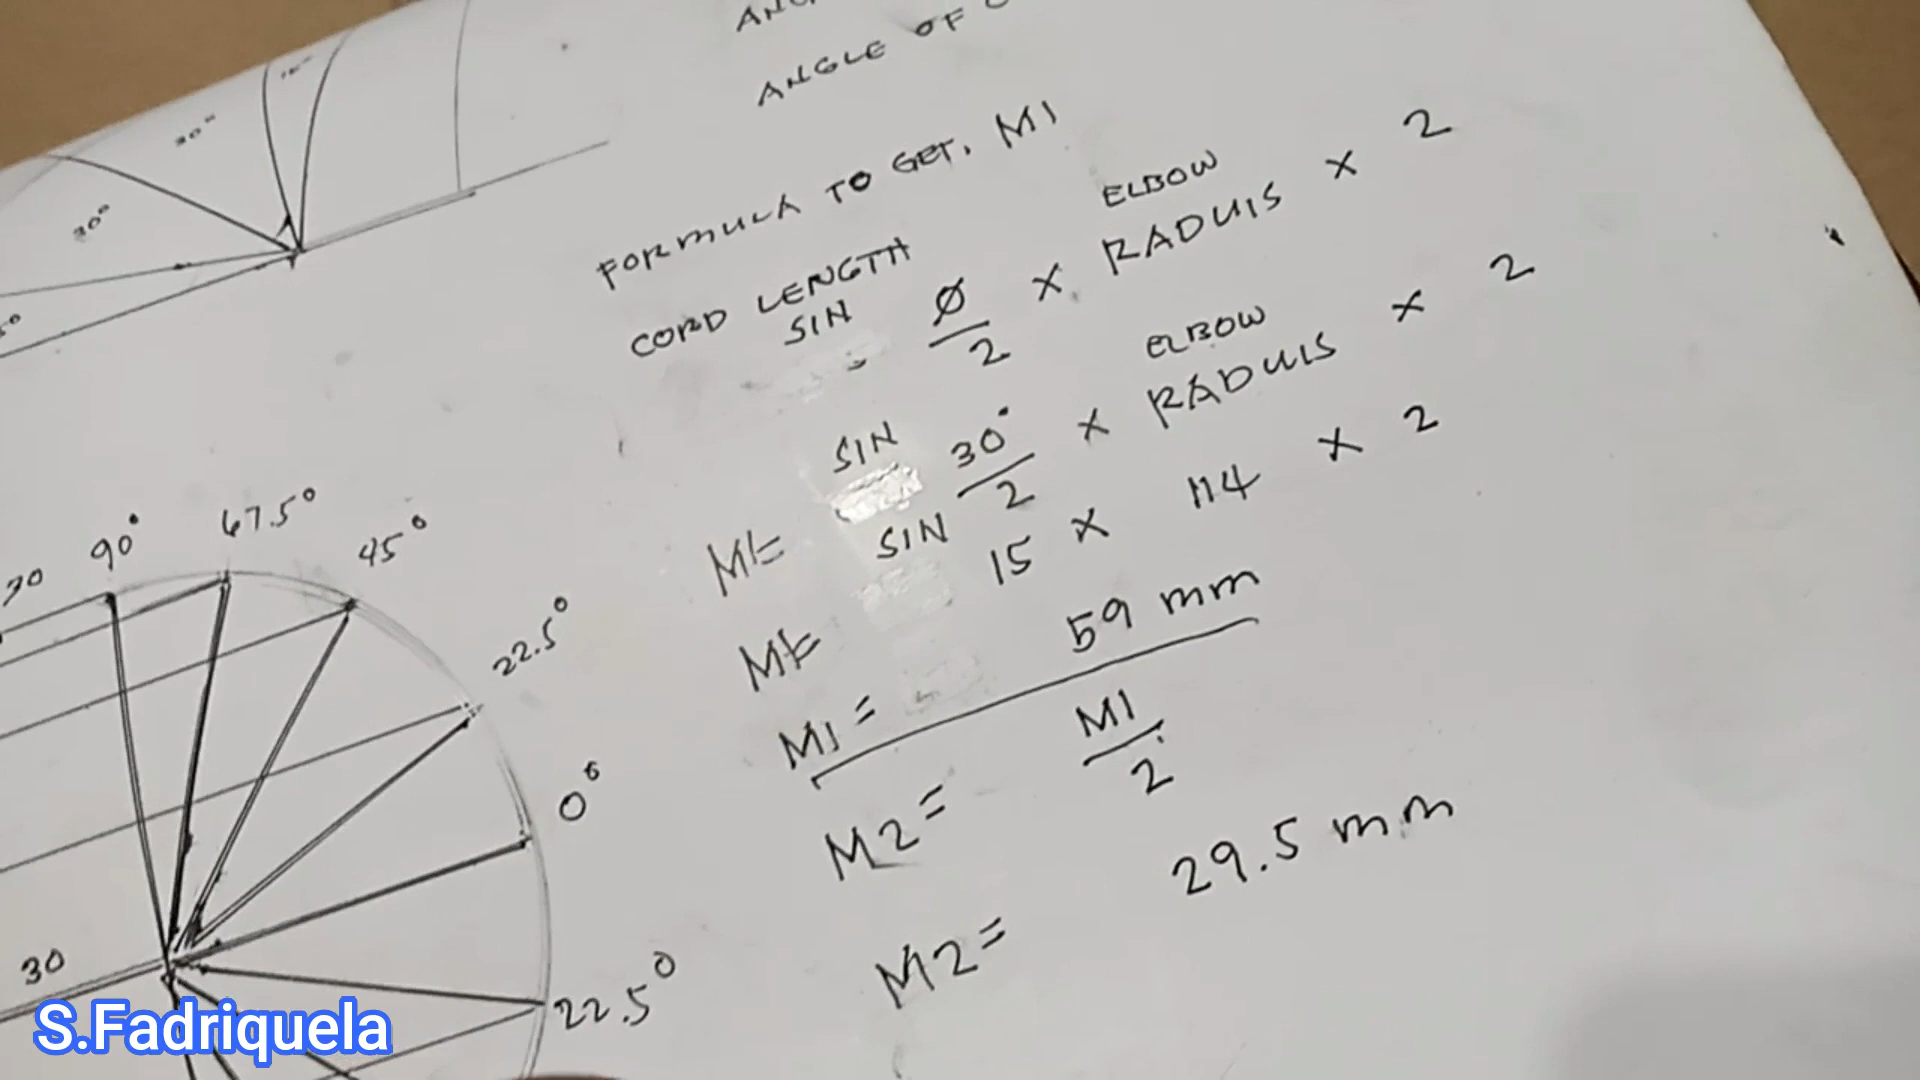 ANGLE OF
FORMULA TO GET. M1
CORD LENGTH
SIN Ø/2 X ELBOW RADUIS X 2
M1= SIN 30°/2 X ELBOW RADUIS X 2
M1= SIN 15 X 114 X 2
M1= 59 mm
M2= M1/2
M2= 29.5 mm
30°
30°
15°
90°
67.5°
45°
22.5°
0°
22.5°
30
S.Fadriquela